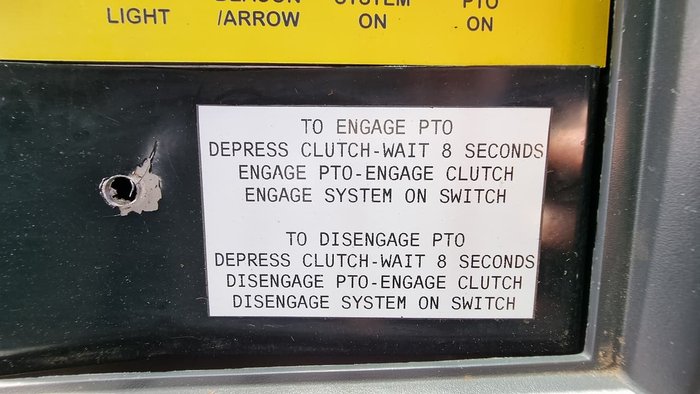 LIGHT /ARROW ON ON
TO ENGAGE PTO
DEPRESS CLUTCH-WAIT 8 SECONDS
ENGAGE PTO-ENGAGE CLUTCH
ENGAGE SYSTEM ON SWITCH
TO DISENGAGE PTO
DEPRESS CLUTCH-WAIT 8 SECONDS
DISENGAGE PTO-ENGAGE CLUTCH
DISENGAGE SYSTEM ON SWITCH